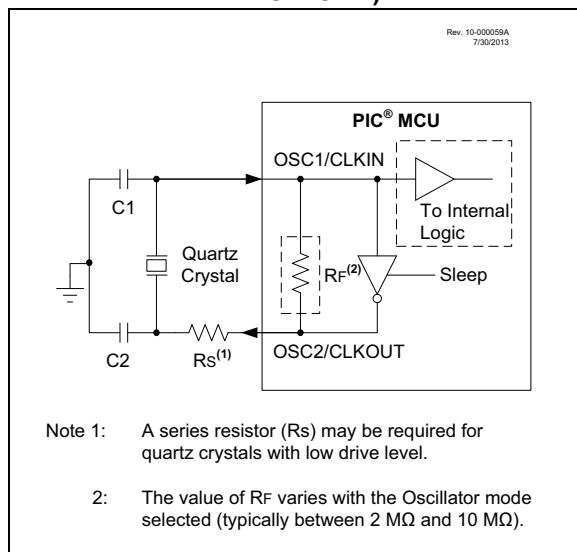 Rev. 10-000059A
7/30/2013
PIC® MCU
OSC1/CLKIN
C1
To Internal
Logic
Quartz
Crystal
RF(2)
Sleep
C2
RS(1)
OSC2/CLKOUT
Note 1: A series resistor (Rs) may be required for
quartz crystals with low drive level.
2: The value of RF varies with the Oscillator mode
selected (typically between 2 MΩ and 10 MΩ).